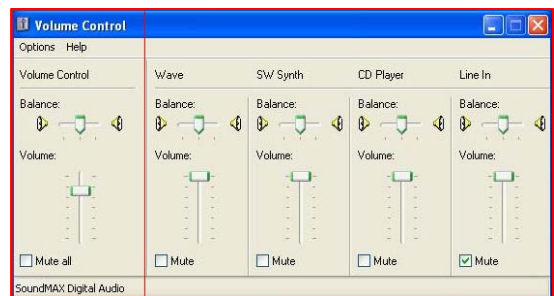 Volume Control
Options Help
Volume Control Wave SW Synth CD Player Line In
Balance: Balance: Balance: Balance: Balance:
Volume: Volume: Volume: Volume: Volume:
Mute all Mute Mute Mute Mute
SoundMAX Digital Audio